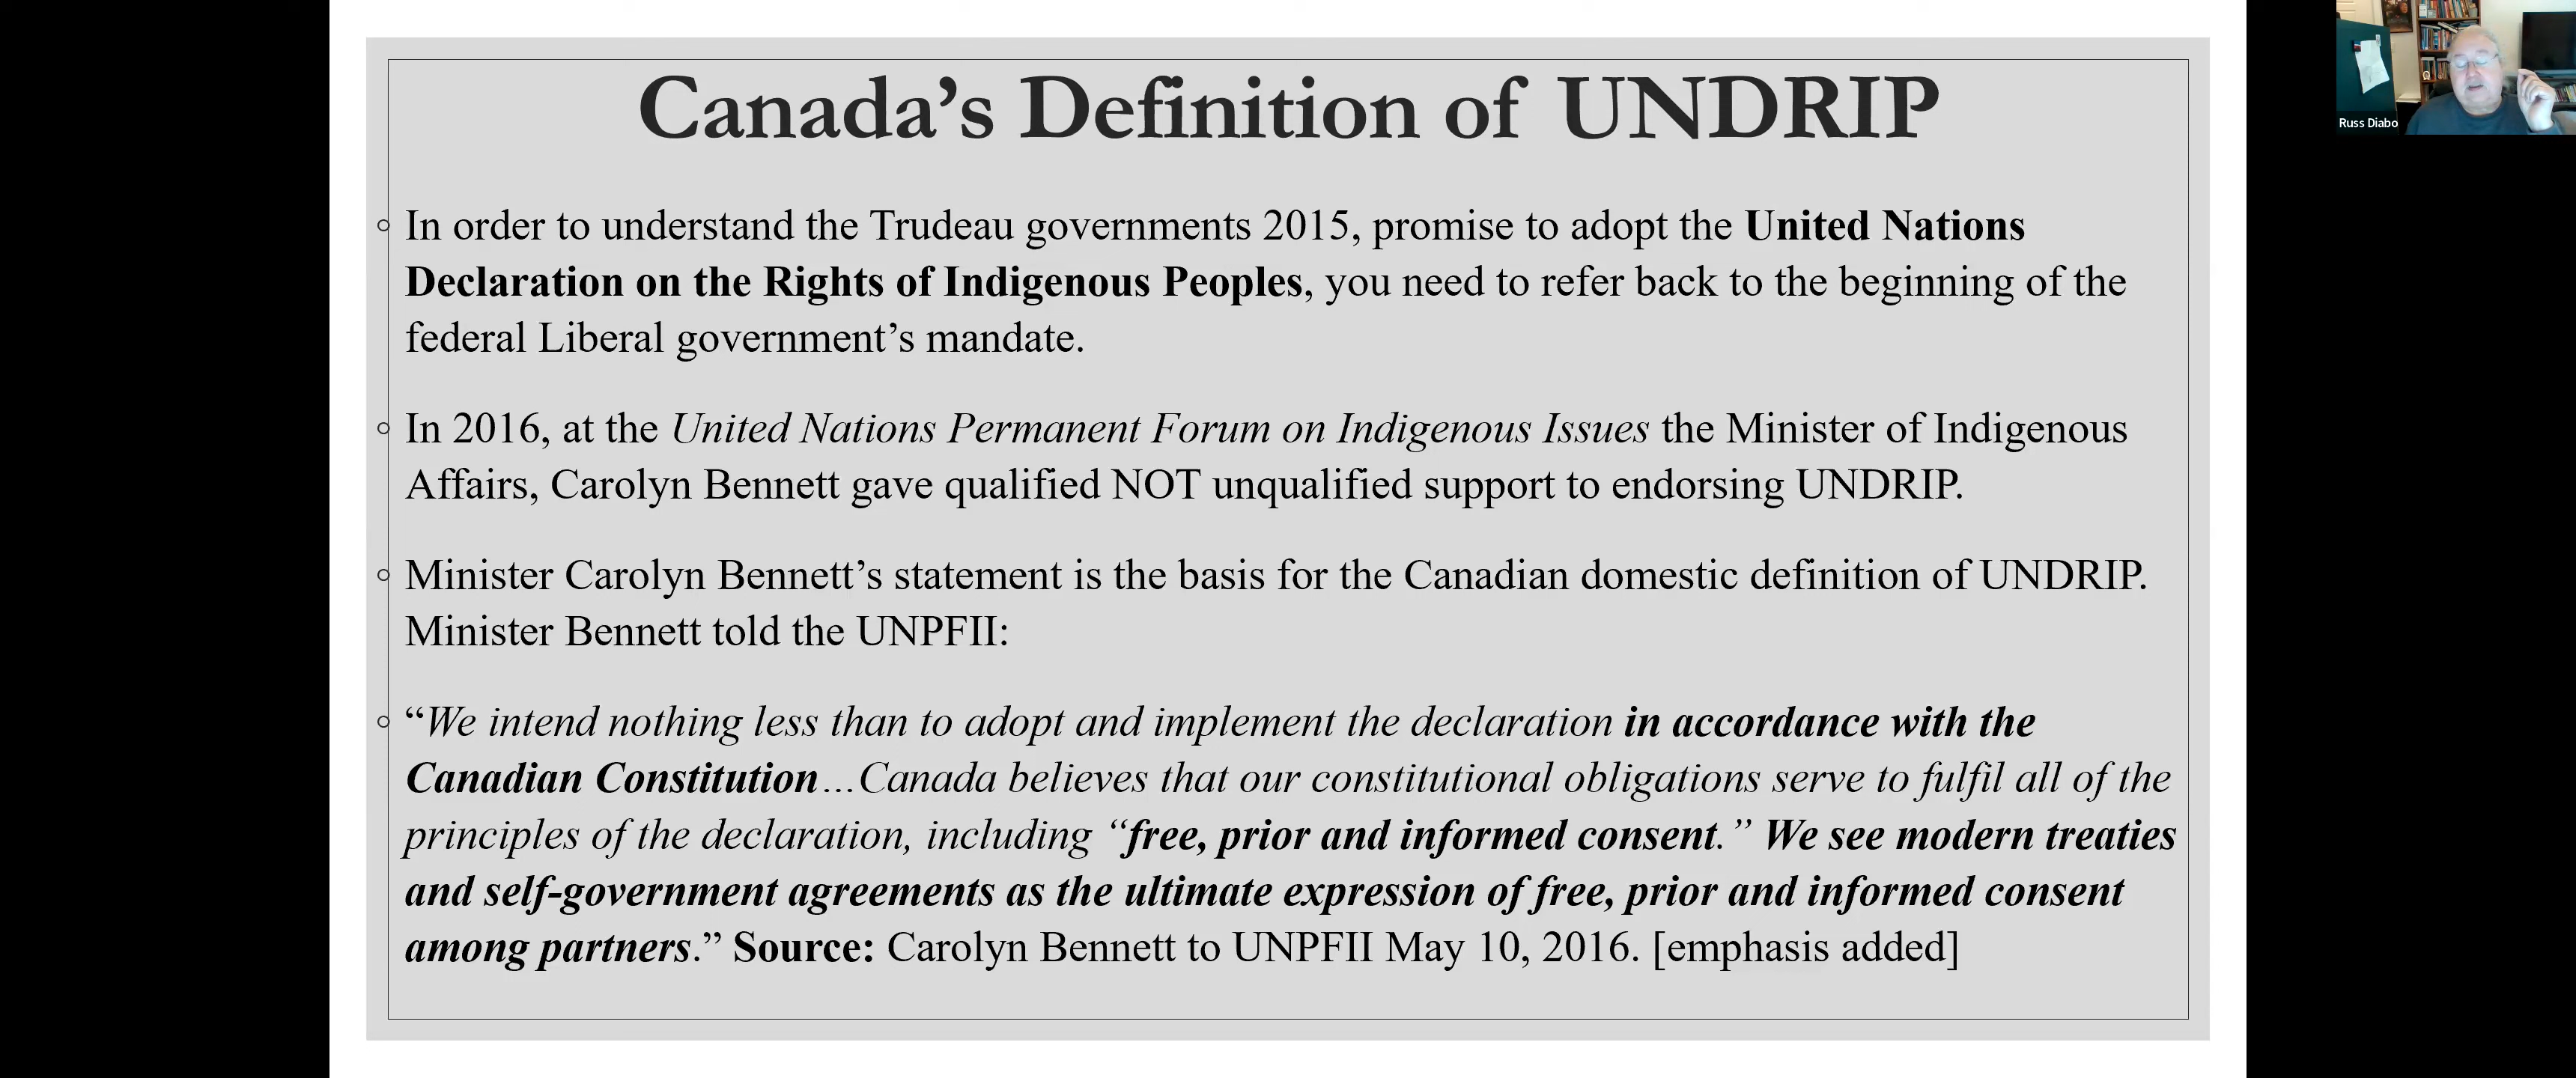 Canada’s Definition of UNDRIP
Russ Diabo
In order to understand the Trudeau governments 2015, promise to adopt the United Nations
Declaration on the Rights of Indigenous Peoples, you need to refer back to the beginning of the
federal Liberal government’s mandate.
In 2016, at the United Nations Permanent Forum on Indigenous Issues the Minister of Indigenous
Affairs, Carolyn Bennett gave qualified NOT unqualified support to endorsing UNDRIP.
Minister Carolyn Bennett’s statement is the basis for the Canadian domestic definition of UNDRIP.
Minister Bennett told the UNPFII:
“We intend nothing less than to adopt and implement the declaration in accordance with the
Canadian Constitution…Canada believes that our constitutional obligations serve to fulfil all of the
principles of the declaration, including “free, prior and informed consent.” We see modern treaties
and self-government agreements as the ultimate expression of free, prior and informed consent
among partners.” Source: Carolyn Bennett to UNPFII May 10, 2016. [emphasis added]